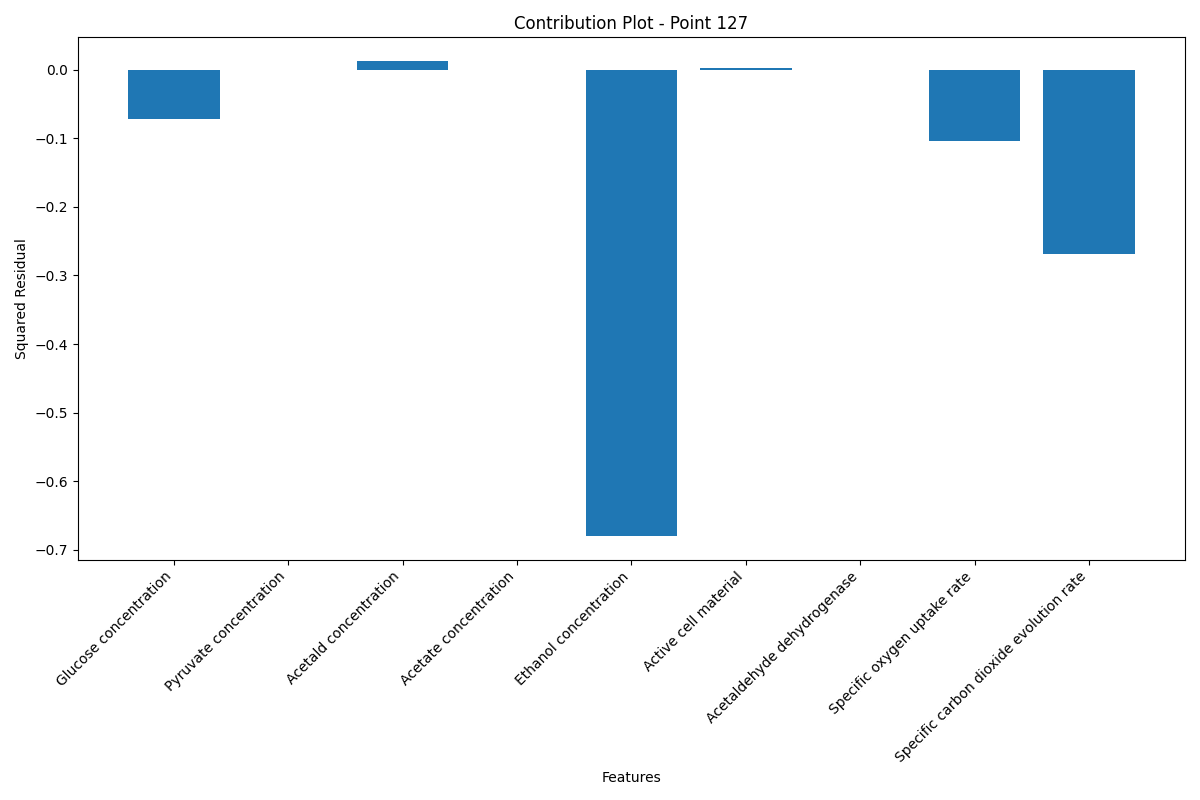 Contribution Plot - Point 127
Squared Residual
0.0
−0.1
−0.2
−0.3
−0.4
−0.5
−0.6
−0.7
Glucose concentration
Pyruvate concentration
Acetald concentration
Acetate concentration
Ethanol concentration
Active cell material
Acetaldehyde dehydrogenase
Specific oxygen uptake rate
Specific carbon dioxide evolution rate
Features